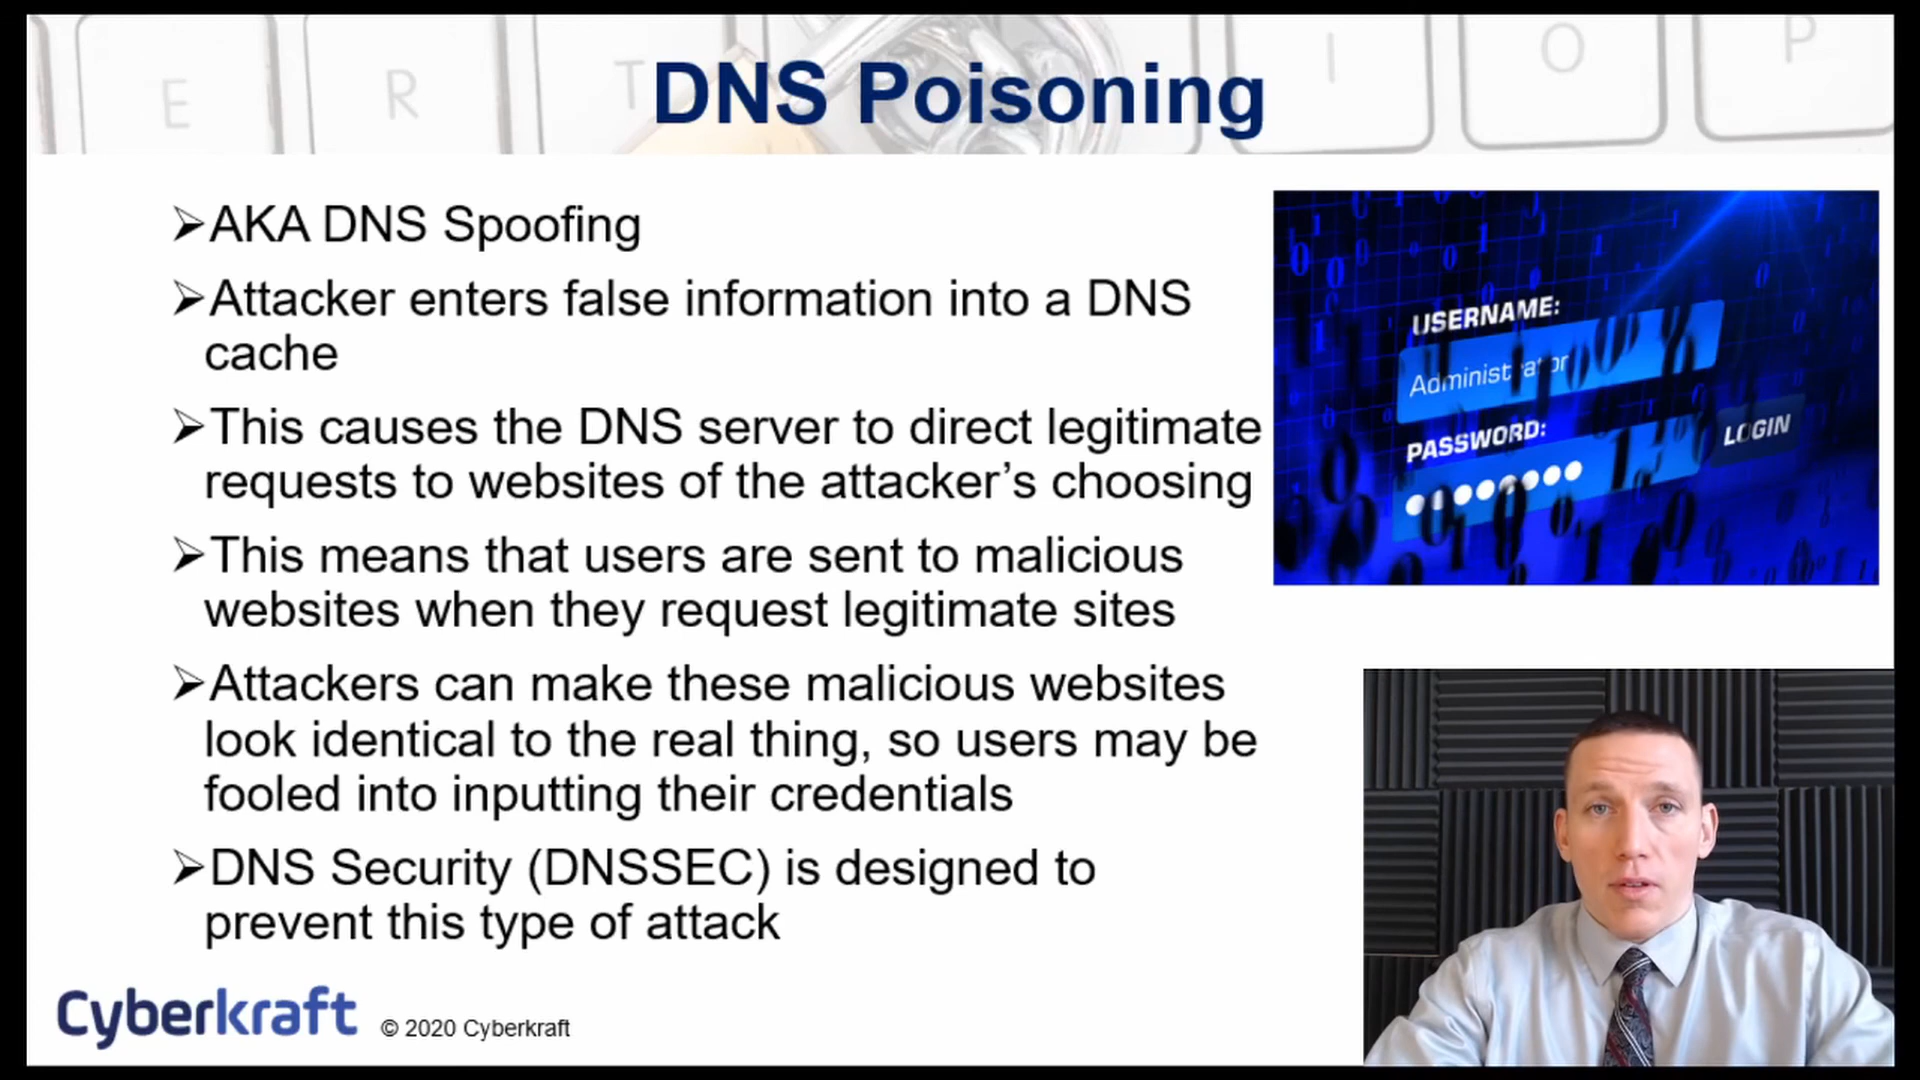 E R T I O P
DNS Poisoning
➢AKA DNS Spoofing
➢Attacker enters false information into a DNS
cache
➢This causes the DNS server to direct legitimate
requests to websites of the attacker’s choosing
➢This means that users are sent to malicious
websites when they request legitimate sites
➢Attackers can make these malicious websites
look identical to the real thing, so users may be
fooled into inputting their credentials
➢DNS Security (DNSSEC) is designed to
prevent this type of attack
USERNAME:
Administrator
PASSWORD:
LOGIN
Cyberkraft © 2020 Cyberkraft